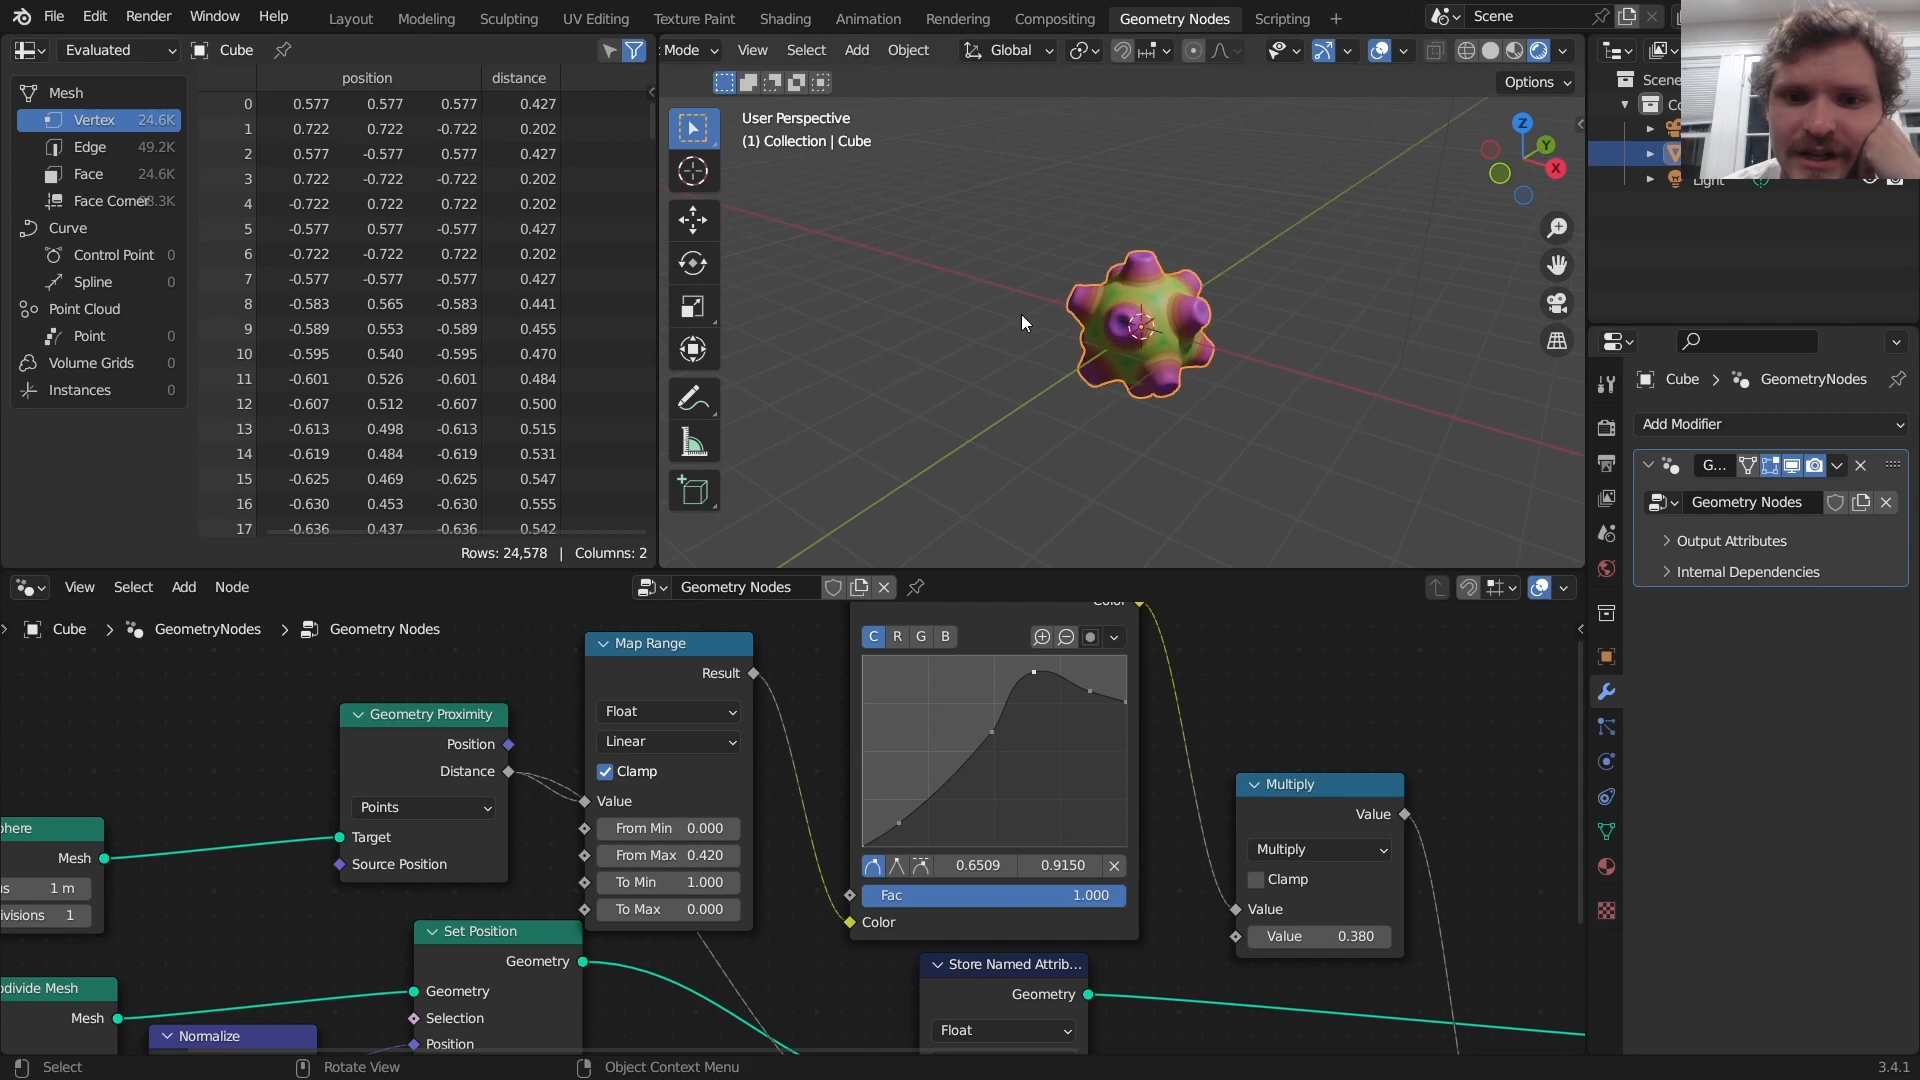 File Edit Render Window Help Layout Modeling Sculpting UV Editing Texture Paint Shading Animation Rendering Compositing Geometry Nodes Scripting + Scene
Evaluated Cube
Mode View Select Add Object Global
Options
position distance
Mesh
Vertex 24.6K
Edge 49.2K
Face 24.6K
Face Corner
Curve
Control Point 0
Spline 0
Point Cloud
Point 0
Volume Grids 0
Instances 0
0 0.577 0.577 0.577 0.427
1 0.722 0.722 -0.722 0.202
2 0.577 -0.577 0.577 0.427
3 0.722 -0.722 -0.722 0.202
4 -0.722 0.722 0.722 0.202
5 -0.577 0.577 -0.577 0.427
6 -0.722 -0.722 0.722 0.202
7 -0.577 -0.577 -0.577 0.427
8 -0.583 0.565 -0.583 0.441
9 -0.589 0.553 -0.589 0.455
10 -0.595 0.540 -0.595 0.470
11 -0.601 0.526 -0.601 0.484
12 -0.607 0.512 -0.607 0.500
13 -0.613 0.498 -0.613 0.515
14 -0.619 0.484 -0.619 0.531
15 -0.625 0.469 -0.625 0.547
16 -0.630 0.453 -0.630 0.555
17 -0.636 0.437 -0.636 0.542
Rows: 24,578 | Columns: 2
User Perspective
(1) Collection | Cube
Z
Y
X
Scene
Co
Light
Cube > GeometryNodes
Add Modifier
G...
Geometry Nodes
Output Attributes
Internal Dependencies
View Select Add Node Geometry Nodes
Cube > GeometryNodes > Geometry Nodes
Map Range
Result
Float
Linear
Clamp
Value
From Min 0.000
From Max 0.420
To Min 1.000
To Max 0.000
Geometry Proximity
Position
Distance
Points
Target
Source Position
phere
Mesh
us 1 m
divisions 1
Set Position
Geometry
Geometry
Selection
Position
bdivide Mesh
Mesh
Normalize
Color
C R G B
0.6509 0.9150
Fac 1.000
Color
Multiply
Value
Multiply
Clamp
Value
Value 0.380
Store Named Attrib...
Geometry
Float
Select Rotate View Object Context Menu 3.4.1